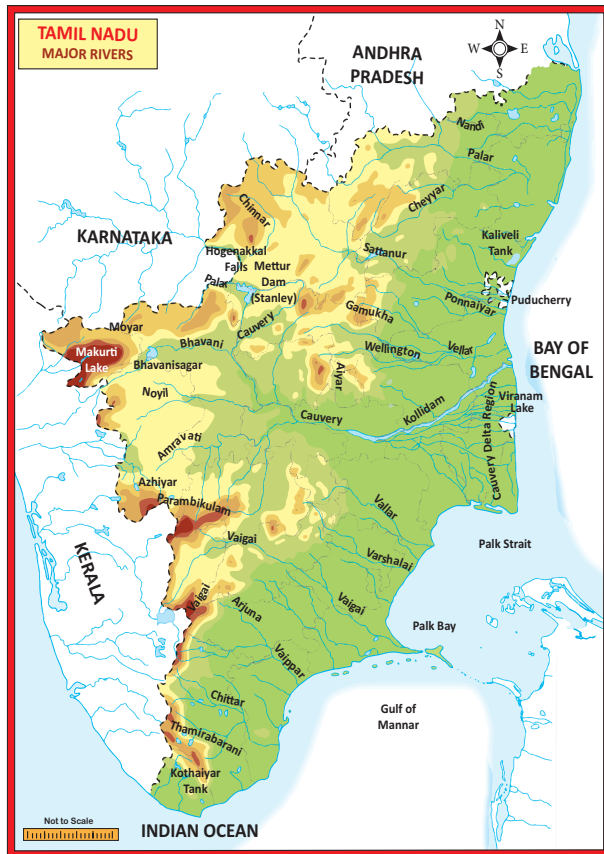 TAMIL NADU
MAJOR RIVERS
N
W E
S
ANDHRA
PRADESH
Nandi
Palar
Cheyyar
Chinnar
KARNATAKA
Kaliveli
Tank
Sattanur
Hogenakkal
Falls
Mettur
Dam
(Stanley)
Palar
Gamukha
Ponnaiyar
Puducherry
Moyar
Cauvery
Bhavani
Makurti
Lake
Wellington
Vellar
BAY OF
BENGAL
Bhavanisagar
Aiyar
Noyil
Viranam
Lake
Kollidam
Cauvery
Cauvery Delta Region
Amravati
Azhiyar
Parambikulam
Vallar
Vaigai
Varshalai
Palk Strait
KERALA
Vaigai
Arjuna
Vaigai
Palk Bay
Vaippar
Chittar
Gulf of
Mannar
Thamirabarani
Kothaiyar
Tank
Not to Scale
INDIAN OCEAN